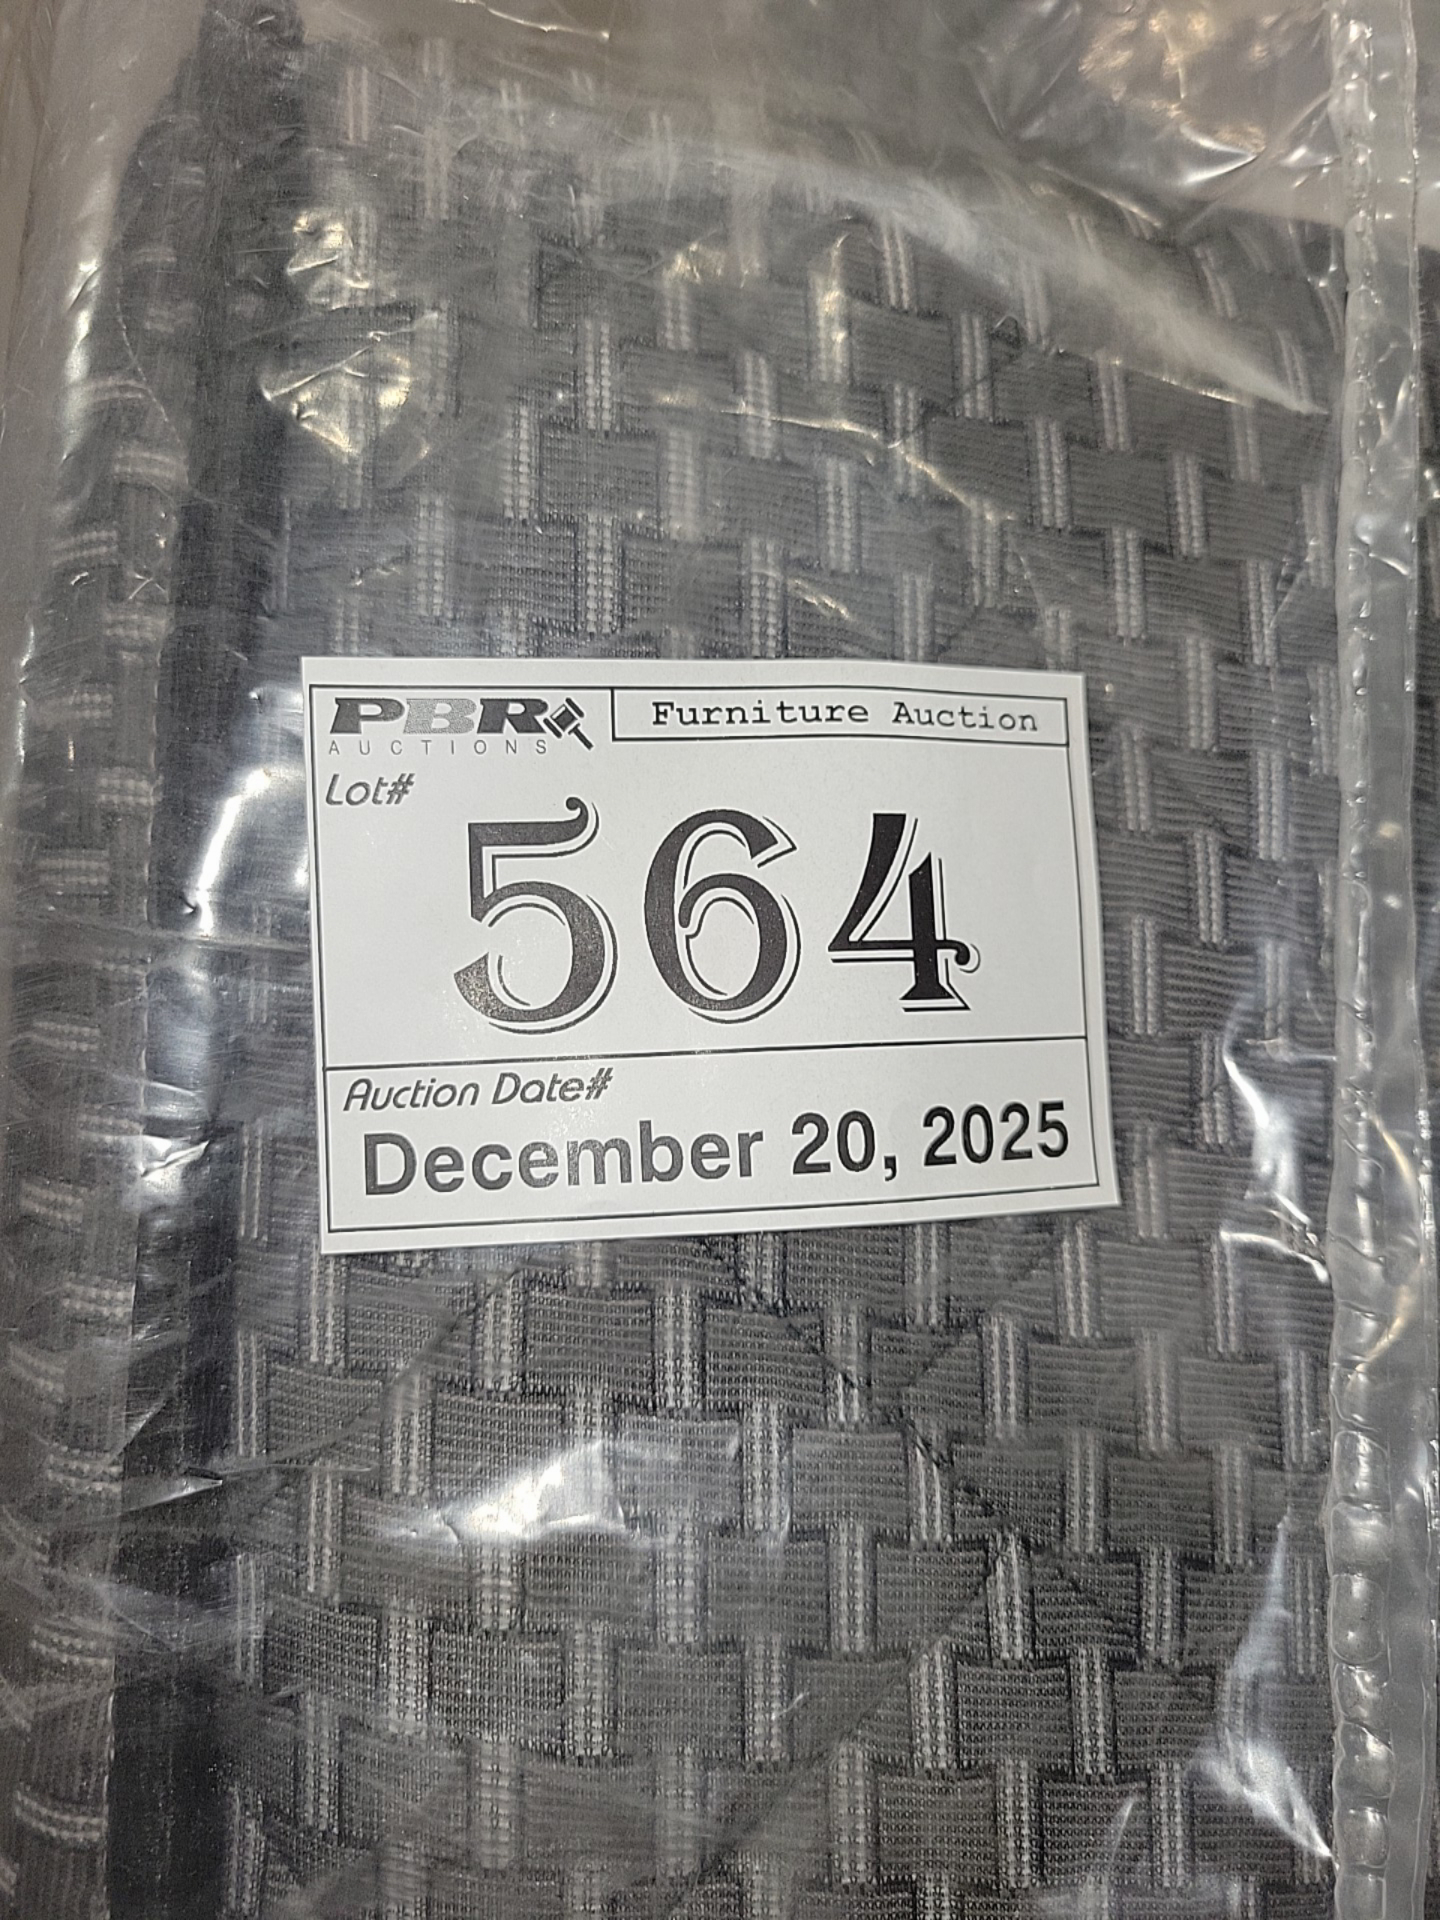 PBR
AUCTIONS
Furniture Auction
Lot#
564
Auction Date#
December 20, 2025